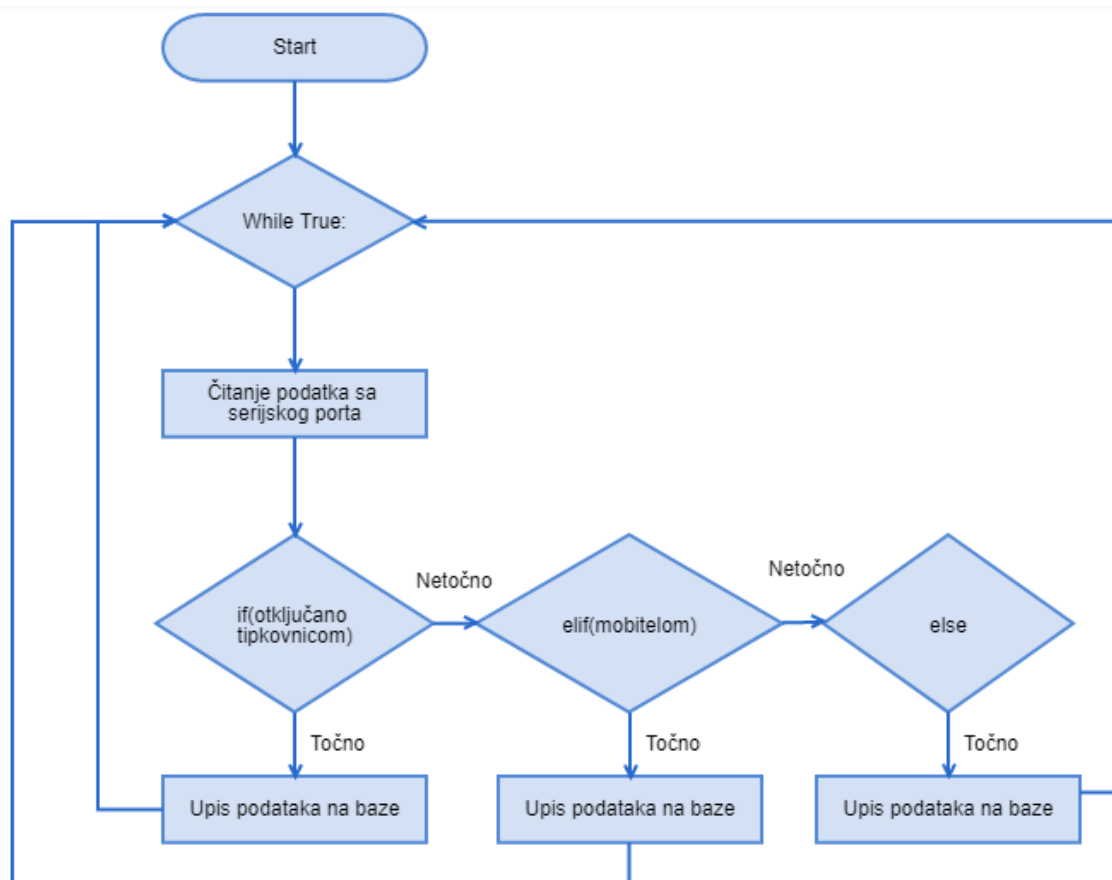 Start
While True:
Čitanje podatka sa
serijskog porta
if(otključano
tipkovnicom)
Netočno
elif(mobitelom)
Netočno
else
Točno
Točno
Točno
Upis podataka na baze
Upis podataka na baze
Upis podataka na baze